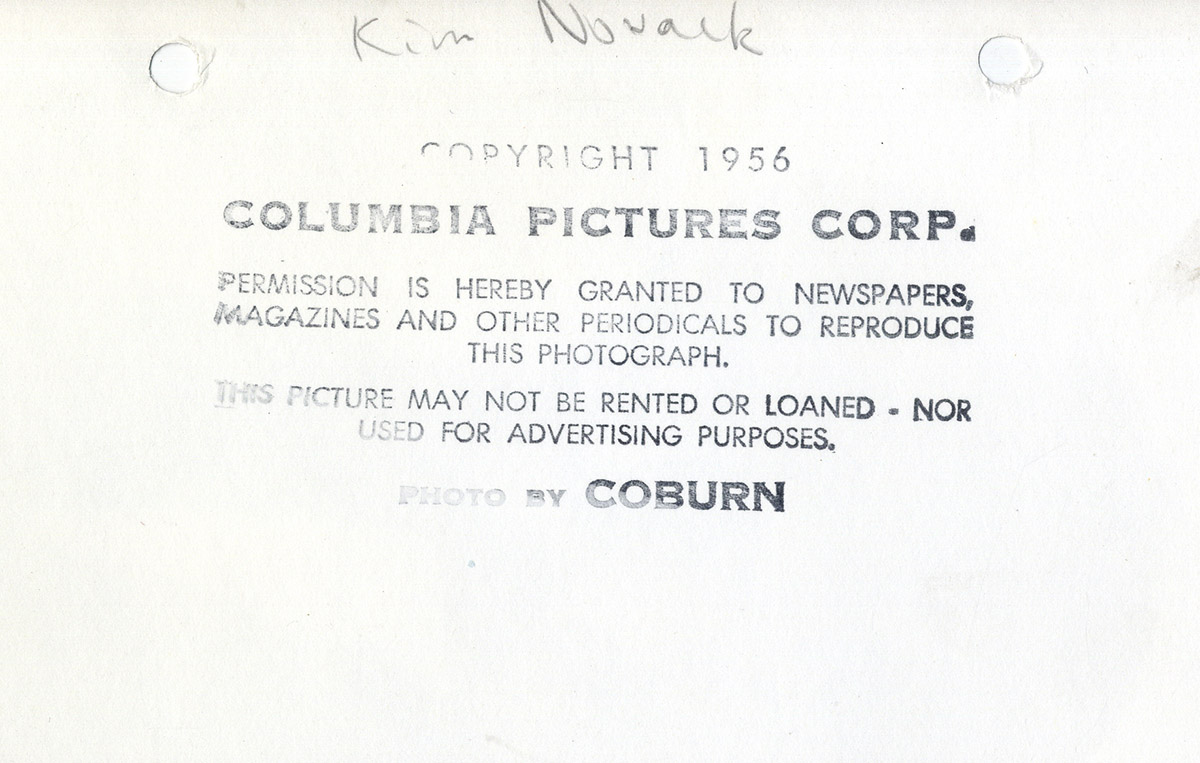 Kim Novack
COPYRIGHT 1956
COLUMBIA PICTURES CORP.
PERMISSION IS HEREBY GRANTED TO NEWSPAPERS,
MAGAZINES AND OTHER PERIODICALS TO REPRODUCE
THIS PHOTOGRAPH.
THIS PICTURE MAY NOT BE RENTED OR LOANED - NOR
USED FOR ADVERTISING PURPOSES.
PHOTO BY COBURN